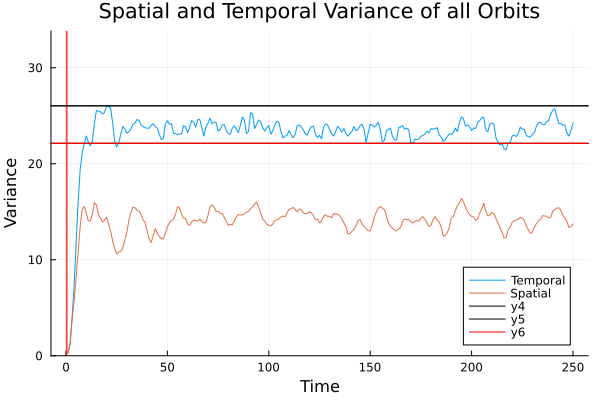 Spatial and Temporal Variance of all Orbits
30
20
10
0
Variance
0 50 100 150 200 250
Time
Temporal
Spatial
y4
y5
y6